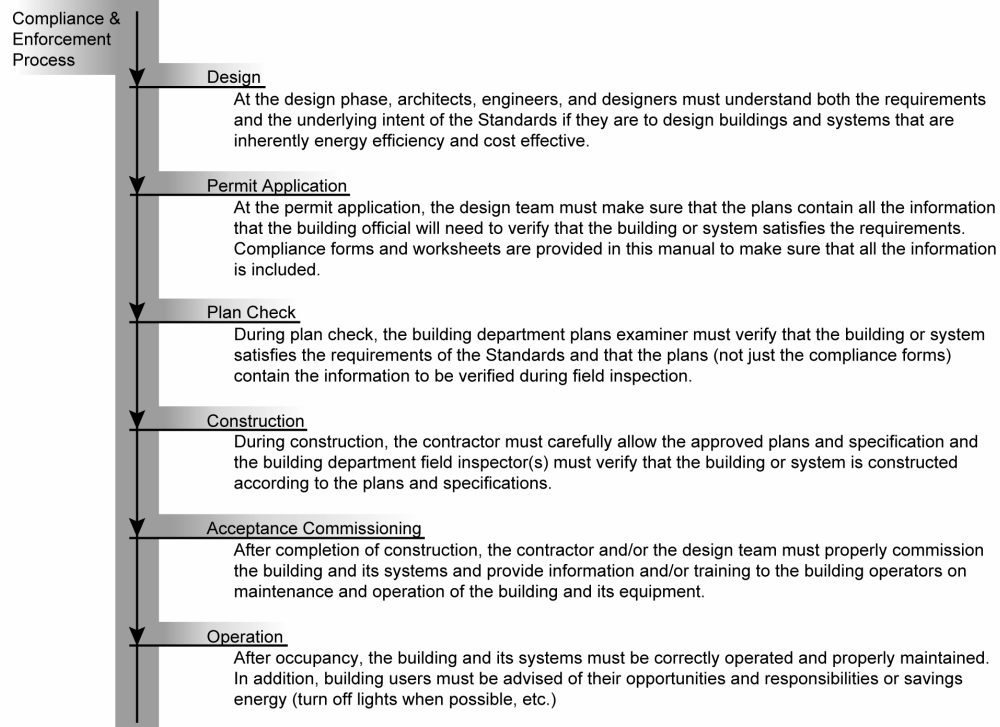 Compliance &
Enforcement
Process
Design
At the design phase, architects, engineers, and designers must understand both the requirements
and the underlying intent of the Standards if they are to design buildings and systems that are
inherently energy efficiency and cost effective.
Permit Application
At the permit application, the design team must make sure that the plans contain all the information
that the building official will need to verify that the building or system satisfies the requirements.
Compliance forms and worksheets are provided in this manual to make sure that all the information
is included.
Plan Check
During plan check, the building department plans examiner must verify that the building or system
satisfies the requirements of the Standards and that the plans (not just the compliance forms)
contain the information to be verified during field inspection.
Construction
During construction, the contractor must carefully allow the approved plans and specification and
the building department field inspector(s) must verify that the building or system is constructed
according to the plans and specifications.
Acceptance Commissioning
After completion of construction, the contractor and/or the design team must properly commission
the building and its systems and provide information and/or training to the building operators on
maintenance and operation of the building and its equipment.
Operation
After occupancy, the building and its systems must be correctly operated and properly maintained.
In addition, building users must be advised of their opportunities and responsibilities or savings
energy (turn off lights when possible, etc.)